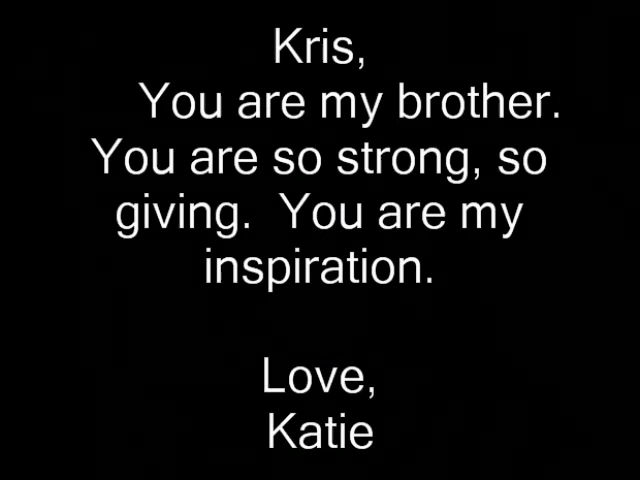 Kris,
You are my brother.
You are so strong, so
giving.  You are my
inspiration.
Love,
Katie